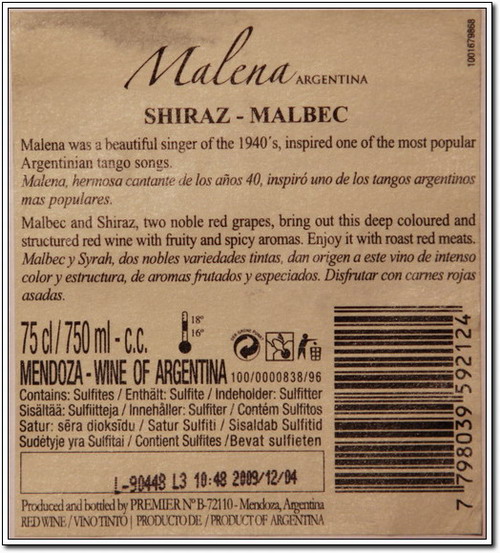 1001679868
Malena ARGENTINA
SHIRAZ - MALBEC
Malena was a beautiful singer of the 1940´s, inspired one of the most popular
Argentinian tango songs.
Malena, hermosa cantante de los años 40, inspiró uno de los tangos argentinos
mas populares.
Malbec and Shiraz, two noble red grapes, bring out this deep coloured and
structured red wine with fruity and spicy aromas. Enjoy it with roast red meats.
Malbec y Syrah, dos nobles variedades tintas, dan origen a este vino de intenso
color y estructura, de aromas frutados y especiados. Disfrutar con carnes rojas
asadas.
75 cl / 750 ml - c.c.
18º
16º
DER GRÜNE PUNKT
MENDOZA - WINE OF ARGENTINA 100/0000838/96
Contains: Sulfites / Enthält: Sulfite / Indeholder: Sulfitter
Sisältää: Sulfiitteja / Innehåller: Sulfiter / Contém Sulfitos
Satur: sēra dioksīdu / Satur Sulfiti / Sisaldab Sulfitid
Sudėtyje yra Sulfitai / Contient Sulfites / Bevat sulfieten
L-90448 L3 10:48 2009/12/04
Produced and bottled by PREMIER Nº B-72110 - Mendoza, Argentina
RED WINE / VINO TINTO | PRODUCTO DE / PRODUCT OF ARGENTINA
7 798039 592124